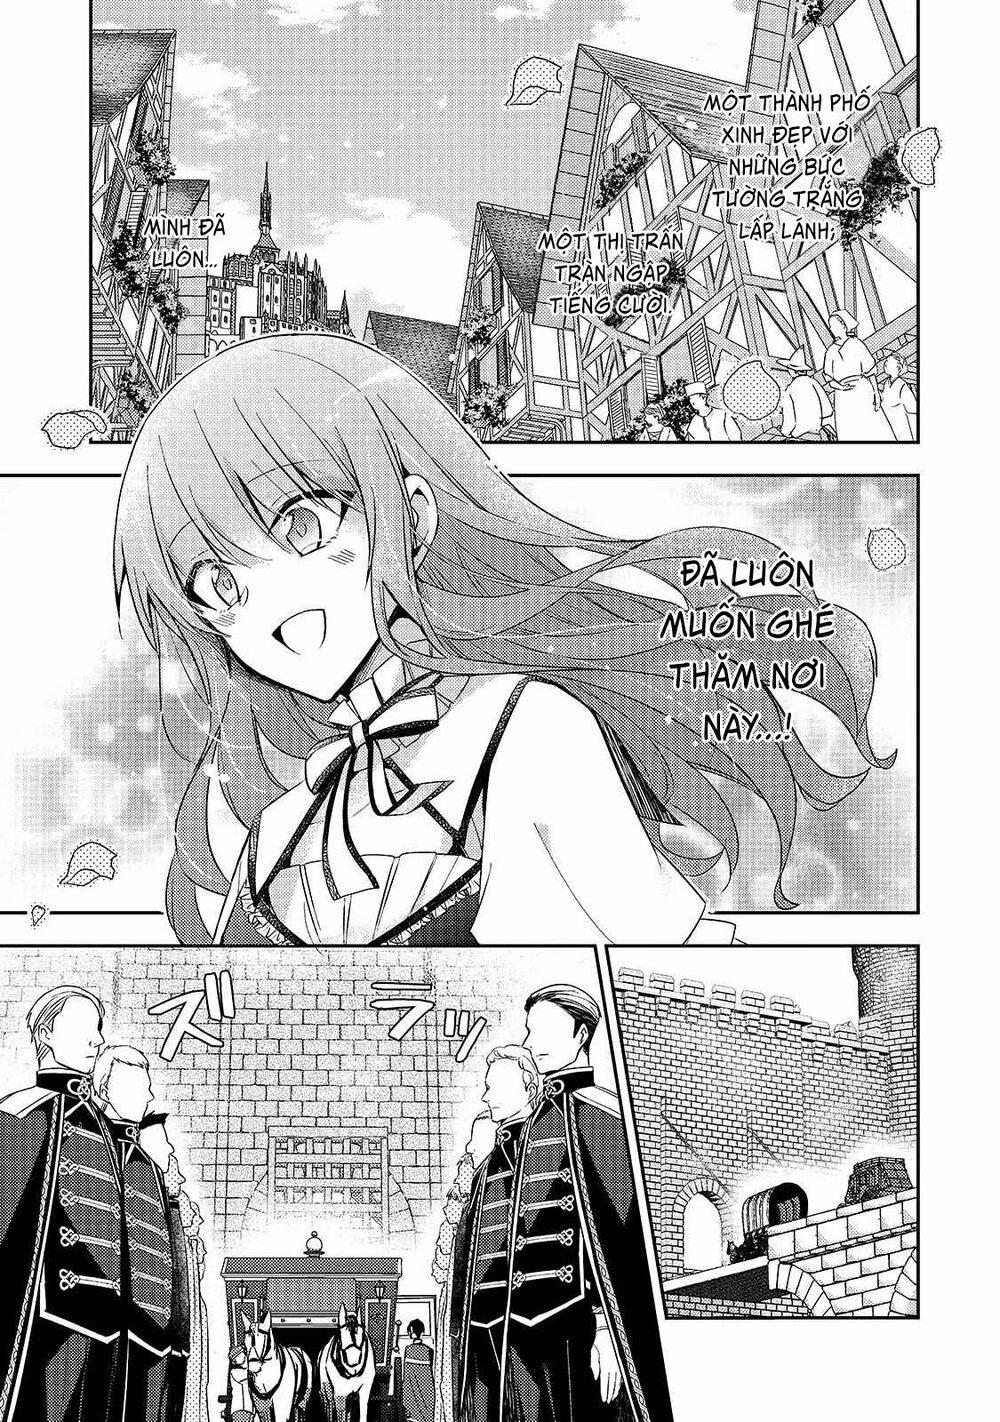 MỘT THÀNH PHỐ
XINH ĐẸP VỚI
NHỮNG BỨC
TƯỜNG TRẮNG
LẤP LÁNH;
MỘT THỊ TRẤN
TRÀN NGẬP
TIẾNG CƯỜI.
MÌNH ĐÃ
LUÔN...
ĐÃ LUÔN
MUỐN GHÉ
THĂM NƠI
NÀY...!
ズラッ